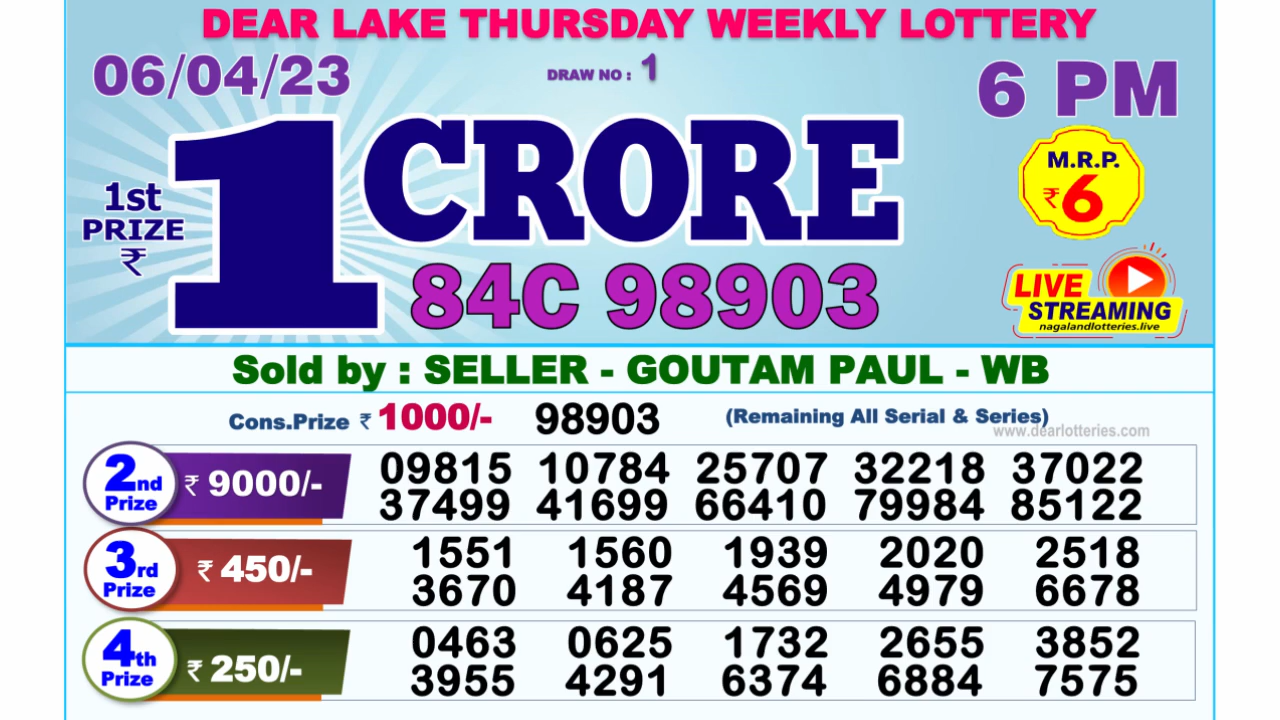 DEAR LAKE THURSDAY WEEKLY LOTTERY
06/04/23
DRAW NO : 1
6 PM
1st PRIZE ₹
1 CRORE
M.R.P.
₹6
84C 98903
LIVE
STREAMING
nagalandlotteries.live
Sold by : SELLER - GOUTAM PAUL - WB
Cons.Prize ₹ 1000/- 98903 (Remaining All Serial & Series)
www.dearlotteries.com
2nd Prize ₹ 9000/-
09815 10784 25707 32218 37022
37499 41699 66410 79984 85122
3rd Prize ₹ 450/-
1551 1560 1939 2020 2518
3670 4187 4569 4979 6678
4th Prize ₹ 250/-
0463 0625 1732 2655 3852
3955 4291 6374 6884 7575